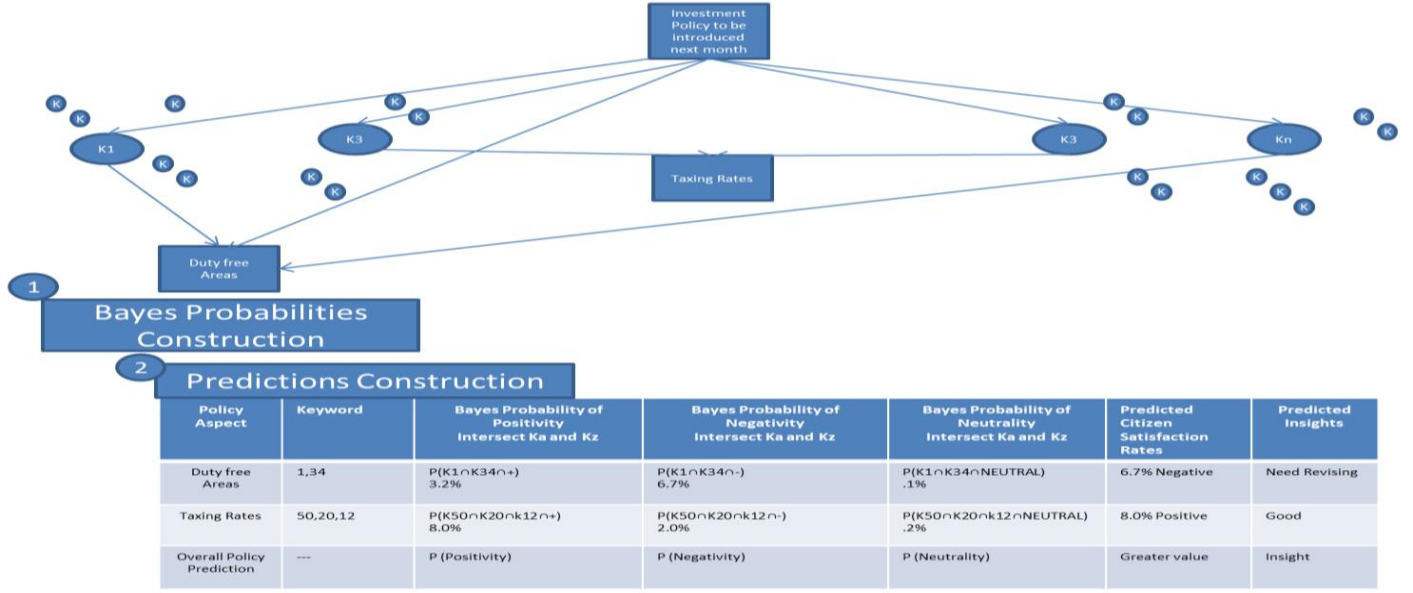 Investment
Policy to be
introduced
next month
K
K
K
K
K
K
K
K
K
K1
K3
K3
Kn
K
K
Taxing Rates
K
K
K
K
K
K
K
K
K
Duty free
Areas
1
Bayes Probabilities
Construction
2
Predictions Construction
Policy
Aspect
Keyword
Bayes Probability of
Positivity
Intersect Ka and Kz
Bayes Probability of
Negativity
Intersect Ka and Kz
Bayes Probability of
Neutrality
Intersect Ka and Kz
Predicted
Citizen
Satisfaction
Rates
Predicted
Insights
Duty free
Areas
1,34
P(K1∩K34∩+)
3.2%
P(K1∩K34∩-)
6.7%
P(K1∩K34∩NEUTRAL)
.1%
6.7% Negative
Need Revising
Taxing Rates
50,20,12
P(K50∩K20∩k12∩+)
8.0%
P(K50∩K20∩k12∩-)
2.0%
P(K50∩K20∩k12∩NEUTRAL)
.2%
8.0% Positive
Good
Overall Policy
Prediction
---
P (Positivity)
P (Negativity)
P (Neutrality)
Greater value
Insight